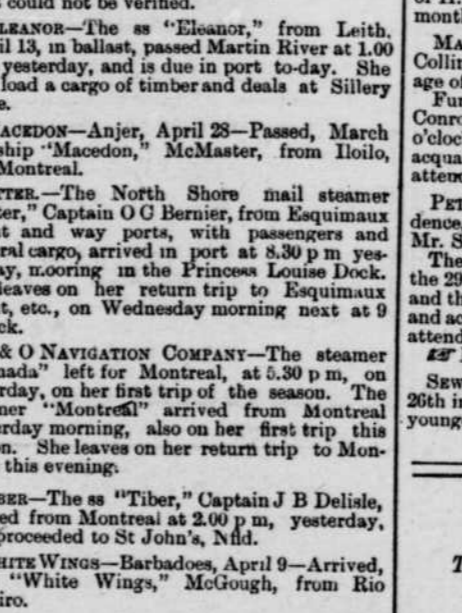 could not be verified.
LEANOR—The ss "Eleanor," from Leith,
il 13, in ballast, passed Martin River at 1.00
yesterday, and is due in port to-day. She
load a cargo of timber and deals at Sillery
e.
ACEDON—Anjer, April 28—Passed, March
ship "Macedon," McMaster, from Iloilo,
Montreal.
TER.—The North Shore mail steamer
ter," Captain O C Bernier, from Esquimaux
t and way ports, with passengers and
ral cargo, arrived in port at 8.30 p m yes-
ay, mooring in the Princess Louise Dock.
leaves on her return trip to Esquimaux
t, etc., on Wednesday morning next at 9
ck.
& O NAVIGATION COMPANY—The steamer
nada" left for Montreal, at 5.30 p m, on
rday, on her first trip of the season. The
ner "Montreal" arrived from Montreal
erday morning, also on her first trip this
n. She leaves on her return trip to Mon-
this evening.
BER—The ss "Tiber," Captain J B Delisle,
ed from Montreal at 2.00 p m, yesterday,
proceeded to St John's, Nfld.
HITE WINGS—Barbadoes, April 9—Arrived,
"White Wings," McGough, from Rio
iro.
month
MA
Collin
age of
Fun
Conro
o'cloc
acqua
atten
PET
dence
Mr. S
The
the 29
and th
and ac
attend
SEW
26th in
young
T